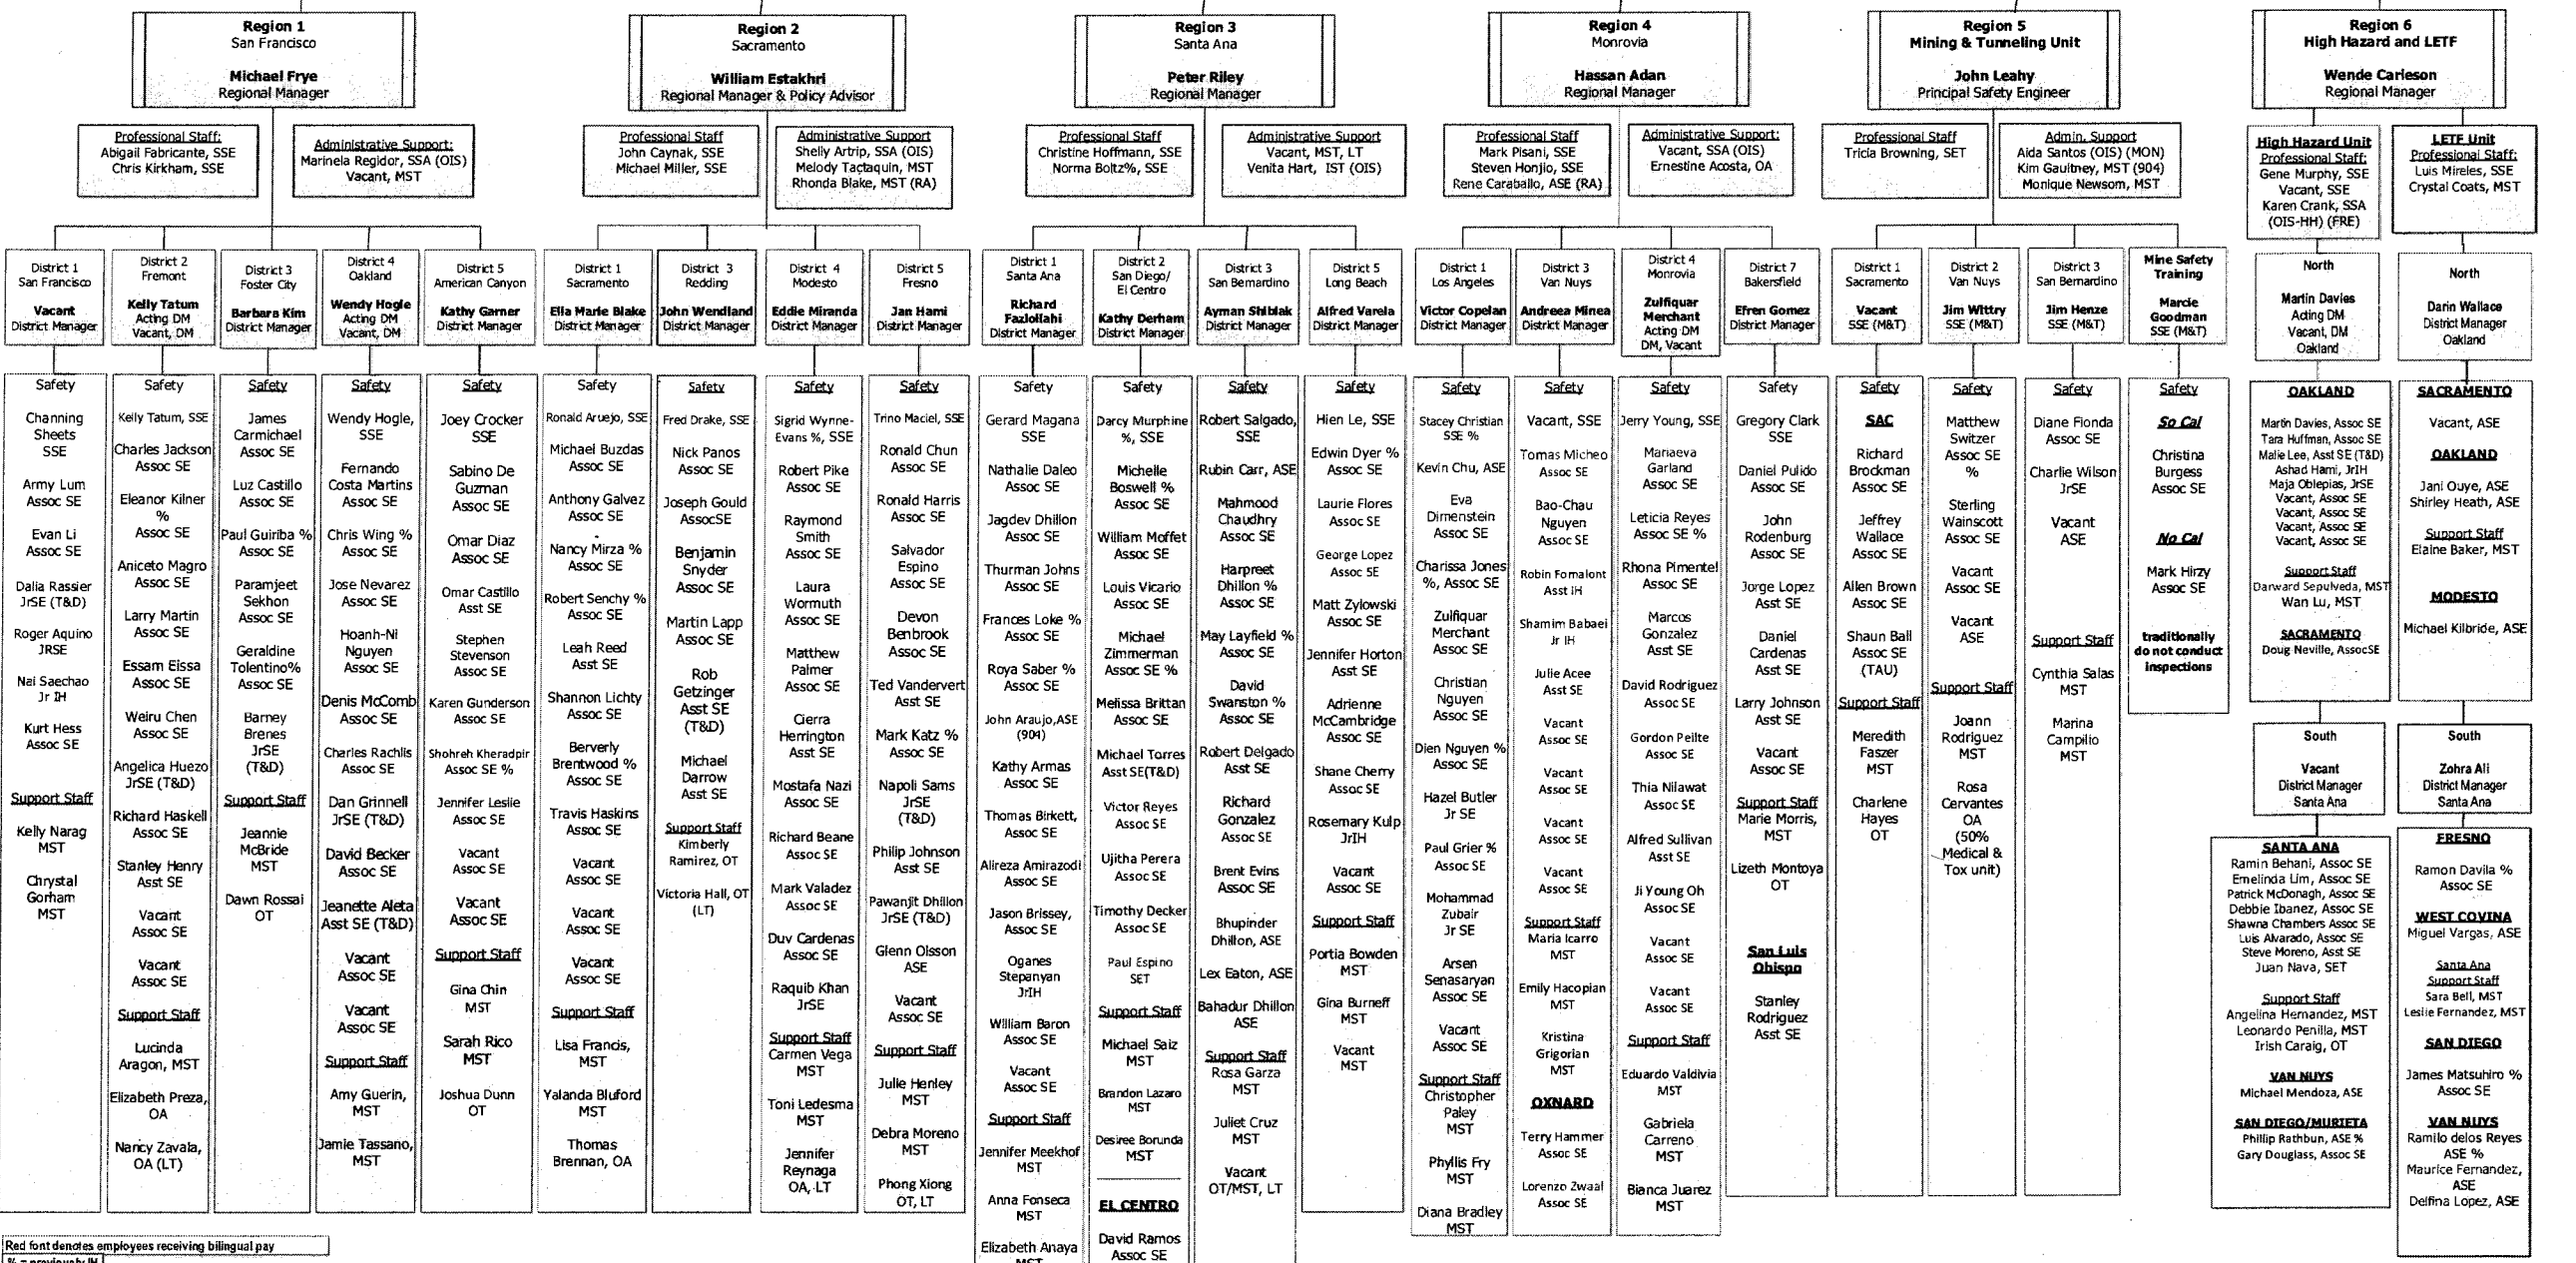 Region 1
San Francisco
Michael Frye
Regional Manager
Professional Staff:
Abigail Fabricante, SSE
Chris Kirkham, SSE
Administrative Support:
Marinela Regidor, SSA (OIS)
Vacant, MST
District 1
San Francisco
Vacant
District Manager
Safety
Channing
Sheets
SSE
Army Lum
Assoc SE
Evan Li
Assoc SE
Dalia Rassier
JrSE (T&D)
Roger Aquino
JRSE
Nai Saechao
Jr IH
Kurt Hess
Assoc SE
Support Staff
Kelly Narag
MST
Chrystal
Gorham
MST
District 2
Fremont
Kelly Tatum
Acting DM
Vacant, DM
Safety
Kelly Tatum, SSE
Charles Jackson
Assoc SE
Eleanor Kilner
%
Assoc SE
Aniceto Magro
Assoc SE
Larry Martin
Assoc SE
Essam Eissa
Assoc SE
Weiru Chen
Assoc SE
Angelica Huezo
JrSE (T&D)
Richard Haskell
Assoc SE
Stanley Henry
Asst SE
Vacant
Assoc SE
Vacant
Assoc SE
Support Staff
Lucinda
Aragon, MST
Elizabeth Preza,
OA
Nancy Zavala,
OA (LT)
District 3
Foster City
Barbara Kim
District Manager
Safety
James
Carmichael
Assoc SE
Luz Castillo
Assoc SE
Paul Guiriba %
Assoc SE
Paramjeet
Sekhon
Assoc SE
Geraldine
Tolentino%
Assoc SE
Barney
Brenes
JrSE
(T&D)
Support Staff
Jeannie
McBride
MST
Dawn Rossai
OT
District 4
Oakland
Wendy Hogle
Acting DM
Vacant, DM
Safety
Wendy Hogle,
SSE
Fernando
Costa Martins
Assoc SE
Chris Wing %
Assoc SE
Jose Nevarez
Assoc SE
Hoanh-Ni
Nguyen
Assoc SE
Denis McComb
Assoc SE
Charles Rachlis
Assoc SE
Dan Grinnell
JrSE (T&D)
David Becker
Assoc SE
Jeanette Aleta
Asst SE (T&D)
Vacant
Assoc SE
Vacant
Assoc SE
Support Staff
Amy Guerin,
MST
Jamie Tassano,
MST
District 5
American Canyon
Kathy Garner
District Manager
Safety
Joey Crocker
SSE
Sabino De
Guzman
Assoc SE
Omar Diaz
Assoc SE
Omar Castillo
Asst SE
Stephen
Stevenson
Assoc SE
Karen Gunderson
Assoc SE
Shohreh Kheradpir
Assoc SE %
Jennifer Leslie
Assoc SE
Vacant
Assoc SE
Vacant
Assoc SE
Support Staff
Gina Chin
MST
Sarah Rico
MST
Joshua Dunn
OT
Region 2
Sacramento
William Estakhri
Regional Manager & Policy Advisor
Professional Staff
John Caynak, SSE
Michael Miller, SSE
Administrative Support
Shelly Artrip, SSA (OIS)
Melody Tactaquin, MST
Rhonda Blake, MST (RA)
District 1
Sacramento
Ella Marie Blake
District Manager
Safety
Ronald Aruejo, SSE
Michael Buzdas
Assoc SE
Anthony Galvez
Assoc SE
Nancy Mirza %
Assoc SE
Robert Senchy %
Assoc SE
Leah Reed
Asst SE
Shannon Lichty
Assoc SE
Berverly
Brentwood %
Assoc SE
Travis Haskins
Assoc SE
Vacant
Assoc SE
Vacant
Assoc SE
Vacant
Assoc SE
Support Staff
Lisa Francis,
MST
Yalanda Bluford
MST
Thomas
Brennan, OA
District 3
Redding
John Wendland
District Manager
Safety
Fred Drake, SSE
Nick Panos
Assoc SE
Joseph Gould
AssocSE
Benjamin
Snyder
Assoc SE
Martin Lapp
Assoc SE
Rob
Getzinger
Asst SE
(T&D)
Michael
Darrow
Asst SE
Support Staff
Kimberly
Ramirez, OT
Victoria Hall, OT
(LT)
District 4
Modesto
Eddie Miranda
District Manager
Safety
Sigrid Wynne-
Evans %, SSE
Robert Pike
Assoc SE
Raymond
Smith
Assoc SE
Laura
Wormuth
Assoc SE
Matthew
Palmer
Assoc SE
Cierra
Herrington
Asst SE
Mostafa Nazi
Assoc SE
Richard Beane
Assoc SE
Mark Valadez
Assoc SE
Duv Cardenas
Assoc SE
Raquib Khan
JrSE
Support Staff
Carmen Vega
MST
Toni Ledesma
MST
Jennifer
Reynaga
OA, LT
District 5
Fresno
Jan Hami
District Manager
Safety
Trino Maciel, SSE
Ronald Chun
Assoc SE
Ronald Harris
Assoc SE
Salvador
Espino
Assoc SE
Devon
Benbrook
Assoc SE
Ted Vandervert
Asst SE
Mark Katz %
Assoc SE
Napoli Sams
JrSE
(T&D)
Philip Johnson
Asst SE
Pawanjit Dhillon
JrSE (T&D)
Glenn Olsson
ASE
Vacant
Assoc SE
Support Staff
Julie Henley
MST
Debra Moreno
MST
Phong Xiong
OT, LT
Region 3
Santa Ana
Peter Riley
Regional Manager
Professional Staff
Christine Hoffmann, SSE
Norma Boltz%, SSE
Administrative Support
Vacant, MST, LT
Venita Hart, IST (OIS)
District 1
Santa Ana
Richard
Fazlollahi
District Manager
Safety
Gerard Magana
SSE
Nathalie Daleo
Assoc SE
Jagdev Dhillon
Assoc SE
Thurman Johns
Assoc SE
Frances Loke %
Assoc SE
Roya Saber %
Assoc SE
John Araujo,ASE
(904)
Kathy Armas
Assoc SE
Thomas Birkett,
Assoc SE
Alireza Amirazodi
Assoc SE
Jason Brissey,
Assoc SE
Oganes
Stepanyan
JrIH
William Baron
Assoc SE
Vacant
Assoc SE
Support Staff
Jennifer Meekhof
MST
Anna Fonseca
MST
Elizabeth Anaya
MST
District 2
San Diego/
El Centro
Kathy Derham
District Manager
Safety
Darcy Murphine
%, SSE
Michelle
Boswell %
Assoc SE
William Moffet
Assoc SE
Louis Vicario
Assoc SE
Michael
Zimmerman
Assoc SE %
Melissa Brittan
Assoc SE
Michael Torres
Asst SE(T&D)
Victor Reyes
Assoc SE
Ujitha Perera
Assoc SE
Timothy Decker
Assoc SE
Paul Espino
SET
Support Staff
Michael Saiz
MST
Brandon Lazaro
MST
Desiree Borunda
MST
EL CENTRO
David Ramos
Assoc SE
District 3
San Bernardino
Ayman Shiblak
District Manager
Safety
Robert Salgado,
SSE
Rubin Carr, ASE
Mahmood
Chaudhry
Assoc SE
Harpreet
Dhillon %
Assoc SE
May Layfield %
Assoc SE
David
Swanston %
Assoc SE
Robert Delgado
Asst SE
Richard
Gonzalez
Assoc SE
Brent Evins
Assoc SE
Bhupinder
Dhillon, ASE
Lex Eaton, ASE
Bahadur Dhillon
ASE
Support Staff
Rosa Garza
MST
Juliet Cruz
MST
Vacant
OT/MST, LT
District 5
Long Beach
Alfred Varela
District Manager
Safety
Hien Le, SSE
Edwin Dyer %
Assoc SE
Laurie Flores
Assoc SE
George Lopez
Assoc SE
Matt Zylowski
Assoc SE
Jennifer Horton
Asst SE
Adrienne
McCambridge
Assoc SE
Shane Cherry
Assoc SE
Rosemary Kulp
JrIH
Vacant
Assoc SE
Support Staff
Portia Bowden
MST
Gina Burneff
MST
Vacant
MST
Region 4
Monrovia
Hassan Adan
Regional Manager
Professional Staff
Mark Pisani, SSE
Steven Honjio, SSE
Rene Caraballo, ASE (RA)
Administrative Support:
Vacant, SSA (OIS)
Ernestine Acosta, OA
District 1
Los Angeles
Victor Copelan
District Manager
Safety
Stacey Christian
SSE %
Kevin Chu, ASE
Eva
Dimenstein
Assoc SE
Charissa Jones
%, Assoc SE
Zulfiquar
Merchant
Assoc SE
Christian
Nguyen
Assoc SE
Dien Nguyen %
Assoc SE
Hazel Butler
Jr SE
Paul Grier %
Assoc SE
Mohammad
Zubair
Jr SE
Arsen
Senasaryan
Assoc SE
Vacant
Assoc SE
Support Staff
Christopher
Paley
MST
Phyllis Fry
MST
Diana Bradley
MST
District 3
Van Nuys
Andreea Minea
District Manager
Safety
Vacant, SSE
Tomas Micheo
Assoc SE
Bao-Chau
Nguyen
Assoc SE
Robin Fomalont
Asst IH
Shamim Babaei
Jr IH
Julie Acee
Asst SE
Vacant
Assoc SE
Vacant
Assoc SE
Vacant
Assoc SE
Vacant
Assoc SE
Support Staff
Maria Icarro
MST
Emily Hacopian
MST
Kristina
Grigorian
MST
OXNARD
Terry Hammer
Assoc SE
Lorenzo Zwaal
Assoc SE
District 4
Monrovia
Zulfiquar
Merchant
Acting DM
DM, Vacant
Safety
Jerry Young, SSE
Mariaeva
Garland
Assoc SE
Leticia Reyes
Assoc SE %
Rhona Pimentel
Assoc SE
Marcos
Gonzalez
Asst SE
David Rodriguez
Assoc SE
Gordon Peilte
Assoc SE
Thia Nilawat
Assoc SE
Alfred Sullivan
Asst SE
Ji Young Oh
Assoc SE
Vacant
Assoc SE
Vacant
Assoc SE
Support Staff
Eduardo Valdivia
MST
Gabriela
Carreno
MST
Bianca Juarez
MST
District 7
Bakersfield
Efren Gomez
District Manager
Safety
Gregory Clark
SSE
Daniel Pulido
Assoc SE
John
Rodenburg
Assoc SE
Jorge Lopez
Asst SE
Daniel
Cardenas
Asst SE
Larry Johnson
Asst SE
Vacant
Assoc SE
Support Staff
Marie Morris,
MST
Lizeth Montoya
OT
San Luis
Obispo
Stanley
Rodriguez
Asst SE
Region 5
Mining & Tunneling Unit
John Leahy
Principal Safety Engineer
Professional Staff
Tricia Browning, SET
Admin. Support
Aida Santos (OIS) (MON)
Kim Gaultney, MST (904)
Monique Newsom, MST
District 1
Sacramento
Vacant
SSE (M&T)
Safety
SAC
Richard
Brockman
Assoc SE
Jeffrey
Wallace
Assoc SE
Allen Brown
Assoc SE
Shaun Ball
Assoc SE
(TAU)
Support Staff
Meredith
Faszer
MST
Charlene
Hayes
OT
District 2
Van Nuys
Jim Wittry
SSE (M&T)
Safety
Matthew
Switzer
Assoc SE
%
Sterling
Wainscott
Assoc SE
Vacant
Assoc SE
Vacant
ASE
Support Staff
Joann
Rodriguez
MST
Rosa
Cervantes
OA
(50%
Medical &
Tox unit)
District 3
San Bernardino
Jim Henze
SSE (M&T)
Safety
Diane Fionda
Assoc SE
Charlie Wilson
JrSE
Vacant
ASE
Support Staff
Cynthia Salas
MST
Marina
Campilio
MST
Mine Safety
Training
Marcie
Goodman
SSE (M&T)
Safety
So Cal
Christina
Burgess
Assoc SE
No Cal
Mark Hirzy
Assoc SE
traditionally
do not conduct
inspections
Region 6
High Hazard and LETF
Wende Carleson
Regional Manager
High Hazard Unit
Professional Staff:
Gene Murphy, SSE
Vacant, SSE
Karen Crank, SSA
(OIS-HH) (FRE)
LETF Unit
Professional Staff:
Luis Mireles, SSE
Crystal Coats, MST
North
Martin Davies
Acting DM
Vacant, DM
Oakland
OAKLAND
Martin Davies, Assoc SE
Tara Huffman, Assoc SE
Malie Lee, Asst SE (T&D)
Ashad Hami, JrIH
Maja Oblepias, JrSE
Vacant, Assoc SE
Vacant, Assoc SE
Vacant, Assoc SE
Vacant, Assoc SE
Support Staff
Darward Sepulveda, MST
Wan Lu, MST
SACRAMENTO
Doug Neville, AssocSE
South
Vacant
District Manager
Santa Ana
SANTA ANA
Ramin Behani, Assoc SE
Emelinda Lim, Assoc SE
Patrick McDonagh, Assoc SE
Debbie Ibanez, Assoc SE
Shawna Chambers Assoc SE
Luis Alvarado, Assoc SE
Steve Moreno, Asst SE
Juan Nava, SET
Support Staff
Angelina Hernandez, MST
Leonardo Penilla, MST
Irish Caraig, OT
VAN NUYS
Michael Mendoza, ASE
SAN DIEGO/MURIETA
Phillip Rathbun, ASE %
Gary Douglass, Assoc SE
North
Darin Wallace
District Manager
Oakland
SACRAMENTO
Vacant, ASE
OAKLAND
Jani Ouye, ASE
Shirley Heath, ASE
Support Staff
Elaine Baker, MST
MODESTO
Michael Kilbride, ASE
South
Zohra Ali
District Manager
Santa Ana
FRESNO
Ramon Davila %
Assoc SE
WEST COVINA
Miguel Vargas, ASE
Santa Ana
Support Staff
Sara Bell, MST
Leslie Fernandez, MST
SAN DIEGO
James Matsuhiro %
Assoc SE
VAN NUYS
Ramilo delos Reyes
ASE %
Maurice Fernandez,
ASE
Delfina Lopez, ASE
Red font denotes employees receiving bilingual pay
% = previously IH